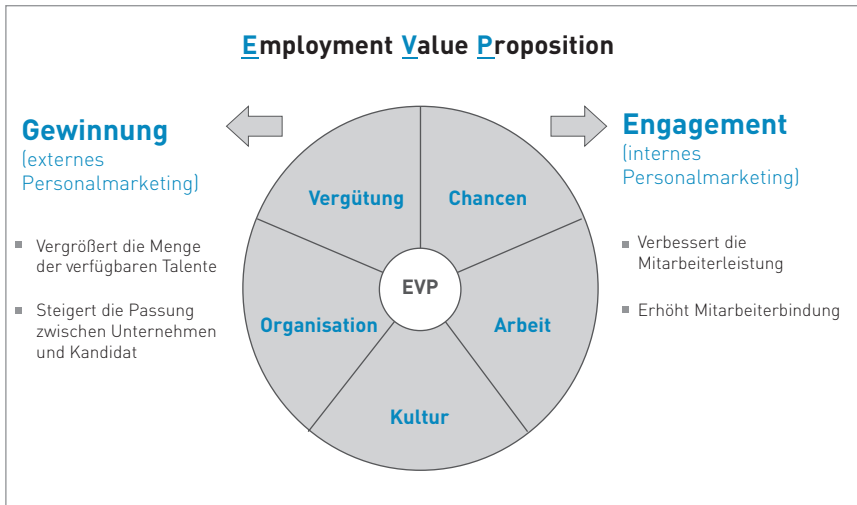 Employment Value Proposition
Gewinnung
(externes
Personalmarketing)
▪ Vergrößert die Menge
der verfügbaren Talente
▪ Steigert die Passung
zwischen Unternehmen
und Kandidat
Vergütung
Chancen
EVP
Organisation
Arbeit
Kultur
Engagement
(internes
Personalmarketing)
▪ Verbessert die
Mitarbeiterleistung
▪ Erhöht Mitarbeiterbindung